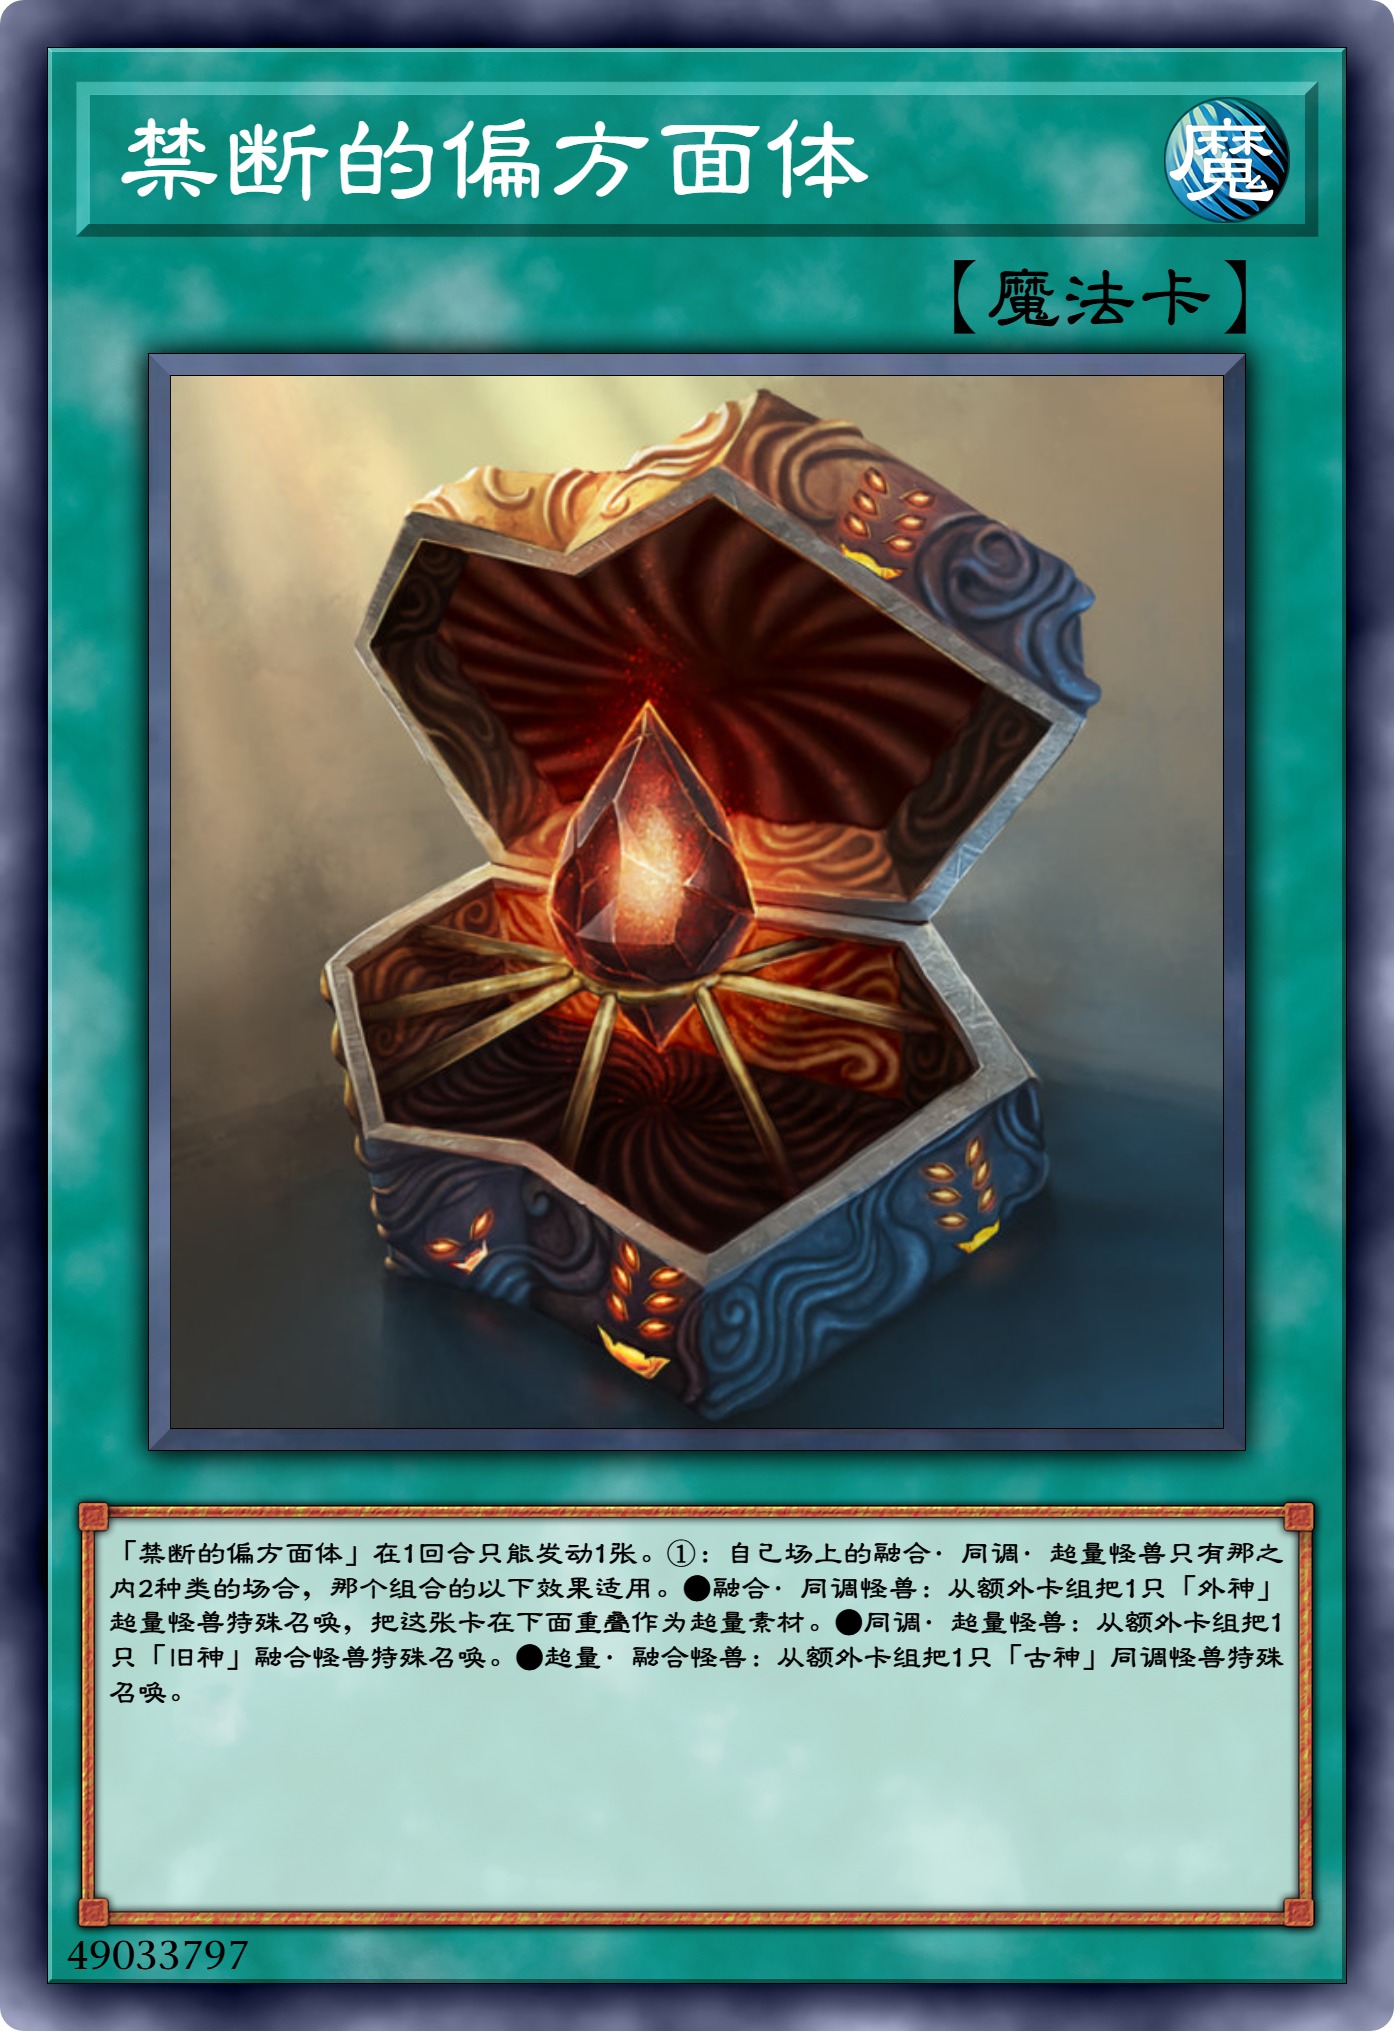 禁断的偏方面体
魔
【魔法卡】
「禁断的偏方面体」在1回合只能发动1张。①：自己场上的融合·同调·超量怪兽只有那之
内2种类的场合，那个组合的以下效果适用。●融合·同调怪兽：从额外卡组把1只「外神」
超量怪兽特殊召唤，把这张卡在下面重叠作为超量素材。●同调·超量怪兽：从额外卡组把1
只「旧神」融合怪兽特殊召唤。●超量·融合怪兽：从额外卡组把1只「古神」同调怪兽特殊
召唤。
49033797